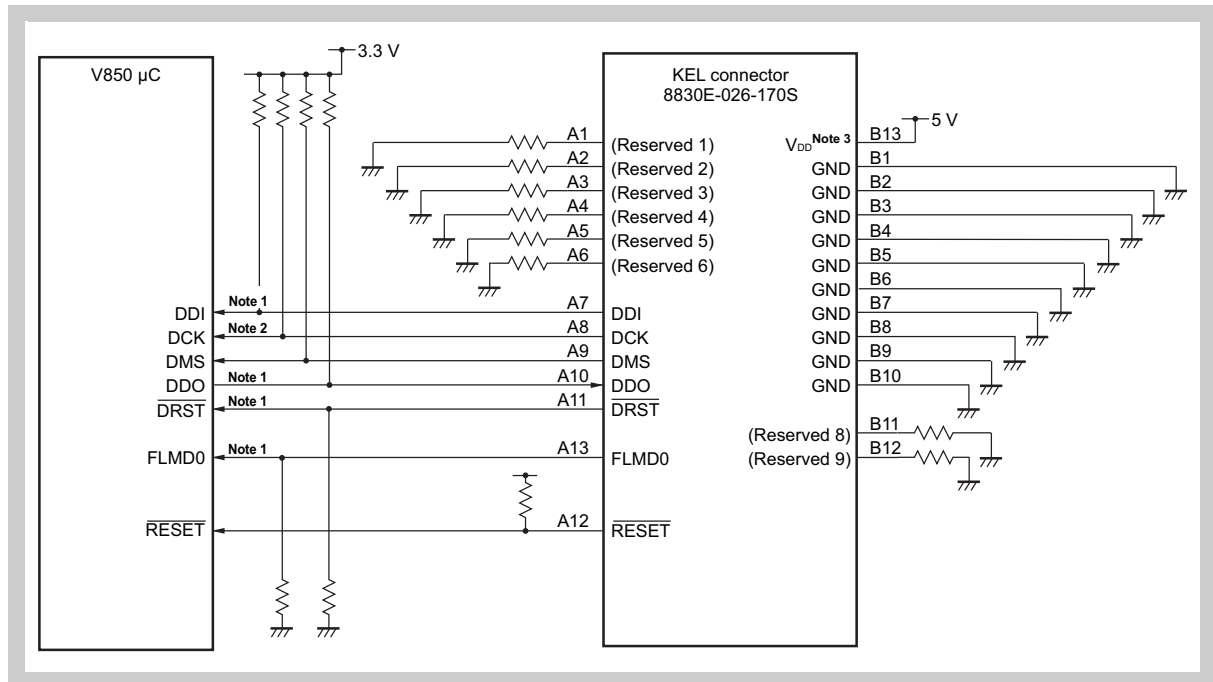 3.3 V
V850 µC
KEL connector
8830E-026-170S
5 V
A1
(Reserved 1)
VDD Note 3
B13
A2
(Reserved 2)
GND
B1
A3
(Reserved 3)
GND
B2
A4
(Reserved 4)
GND
B3
A5
(Reserved 5)
GND
B4
A6
(Reserved 6)
GND
B5
GND
B6
DDI
Note 1
A7
DDI
GND
B7
DCK
Note 2
A8
DCK
GND
B8
DMS
A9
DMS
GND
B9
DDO
Note 1
A10
DDO
GND
B10
DRST
Note 1
A11
DRST
(Reserved 8)
B11
FLMD0
Note 1
A13
FLMD0
(Reserved 9)
B12
RESET
A12
RESET